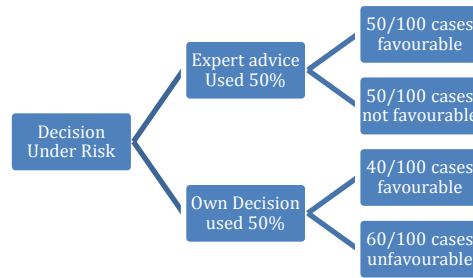 50/100 cases
favourable
Expert advice
Used 50%
50/100 cases
not favourable
Decision
Under Risk
40/100 cases
favourable
Own Decision
used 50%
60/100 cases
unfavourable